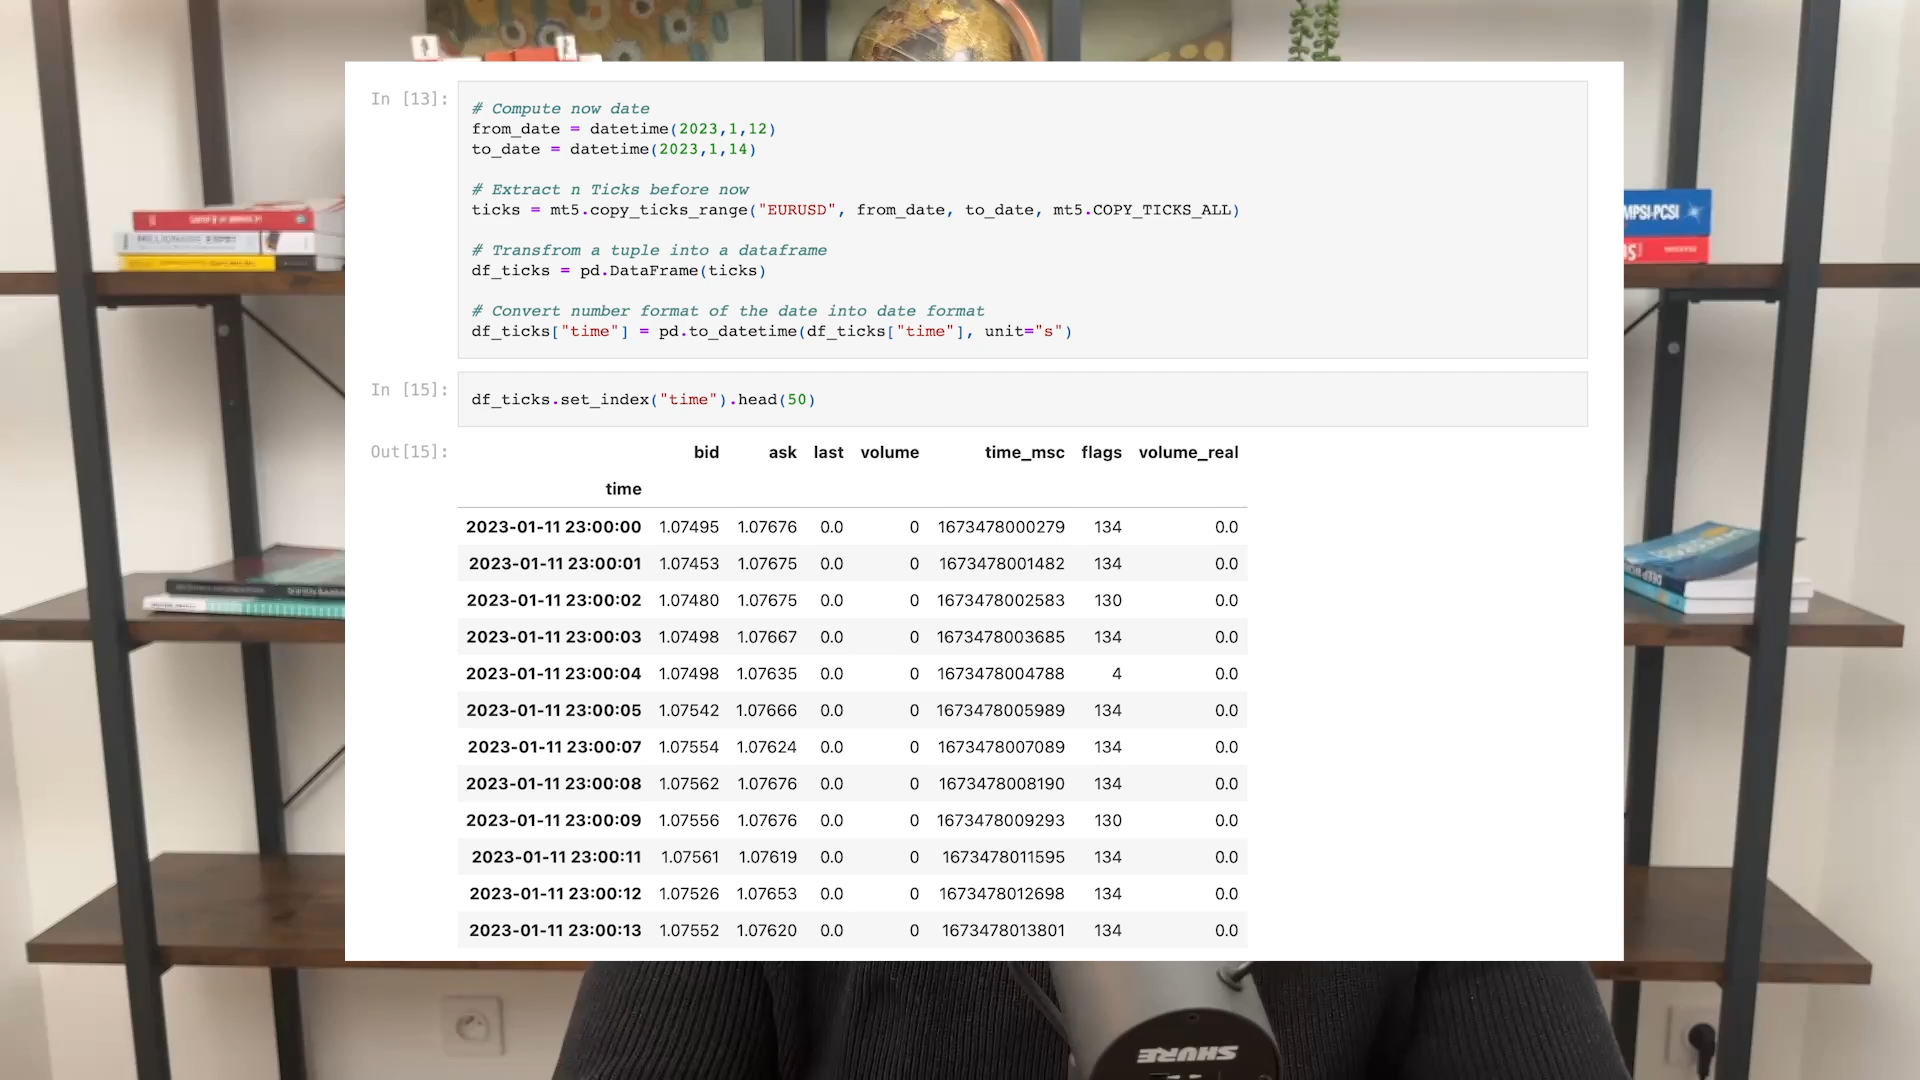 In [13]:
# Compute now date
from_date = datetime(2023,1,12)
to_date = datetime(2023,1,14)
# Extract n Ticks before now
ticks = mt5.copy_ticks_range("EURUSD", from_date, to_date, mt5.COPY_TICKS_ALL)
# Transfrom a tuple into a dataframe
df_ticks = pd.DataFrame(ticks)
# Convert number format of the date into date format
df_ticks["time"] = pd.to_datetime(df_ticks["time"], unit="s")
In [15]:
df_ticks.set_index("time").head(50)
Out[15]:
bid ask last volume time_msc flags volume_real
time
2023-01-11 23:00:00 1.07495 1.07676 0.0 0 1673478000279 134 0.0
2023-01-11 23:00:01 1.07453 1.07675 0.0 0 1673478001482 134 0.0
2023-01-11 23:00:02 1.07480 1.07675 0.0 0 1673478002583 130 0.0
2023-01-11 23:00:03 1.07498 1.07667 0.0 0 1673478003685 134 0.0
2023-01-11 23:00:04 1.07498 1.07635 0.0 0 1673478004788 4 0.0
2023-01-11 23:00:05 1.07542 1.07666 0.0 0 1673478005989 134 0.0
2023-01-11 23:00:07 1.07554 1.07624 0.0 0 1673478007089 134 0.0
2023-01-11 23:00:08 1.07562 1.07676 0.0 0 1673478008190 134 0.0
2023-01-11 23:00:09 1.07556 1.07676 0.0 0 1673478009293 130 0.0
2023-01-11 23:00:11 1.07561 1.07619 0.0 0 1673478011595 134 0.0
2023-01-11 23:00:12 1.07526 1.07653 0.0 0 1673478012698 134 0.0
2023-01-11 23:00:13 1.07552 1.07620 0.0 0 1673478013801 134 0.0
MPSI-PCSI
SHURE